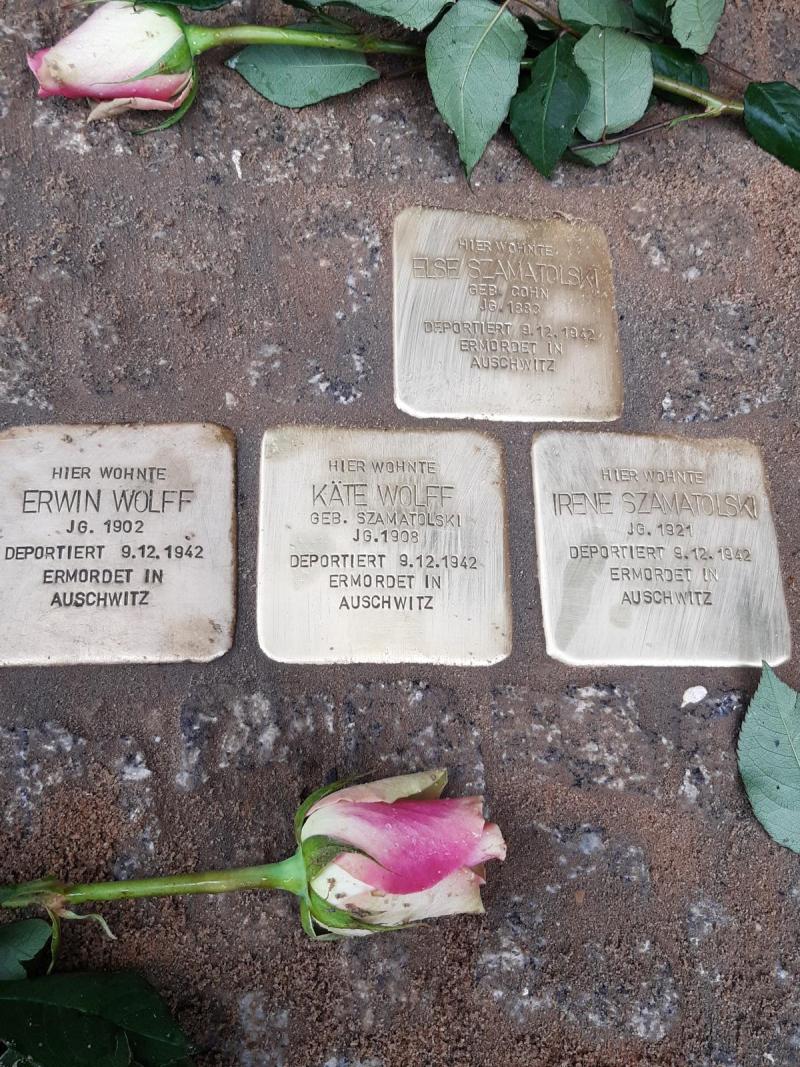 HIER WOHNTE
ELSE SZAMATOLSKI
GEB. COHN
JG. 1883
DEPORTIERT 9.12.1942
ERMORDET IN
AUSCHWITZ
HIER WOHNTE
ERWIN WOLFF
JG. 1902
DEPORTIERT 9.12.1942
ERMORDET IN
AUSCHWITZ
HIER WOHNTE
KÄTE WOLFF
GEB. SZAMATOLSKI
JG. 1908
DEPORTIERT 9.12.1942
ERMORDET IN
AUSCHWITZ
HIER WOHNTE
IRENE SZAMATOLSKI
JG. 1921
DEPORTIERT 9.12.1942
ERMORDET IN
AUSCHWITZ